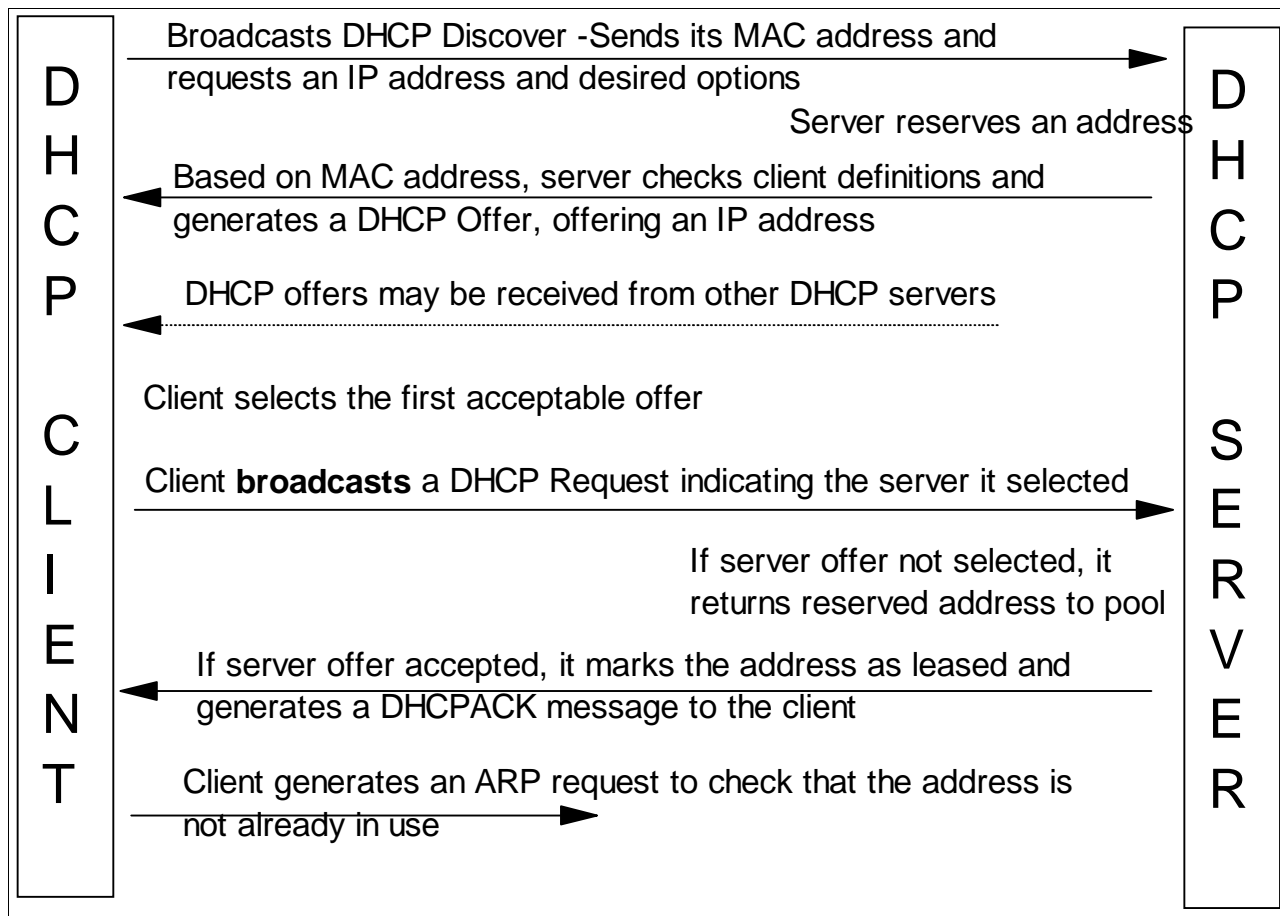 DHCP CLIENT
Broadcasts DHCP Discover -Sends its MAC address and
requests an IP address and desired options
Server reserves an address
Based on MAC address, server checks client definitions and
generates a DHCP Offer, offering an IP address
DHCP offers may be received from other DHCP servers
Client selects the first acceptable offer
Client broadcasts a DHCP Request indicating the server it selected
If server offer not selected, it
returns reserved address to pool
If server offer accepted, it marks the address as leased and
generates a DHCPACK message to the client
Client generates an ARP request to check that the address is
not already in use
DHCP SERVER